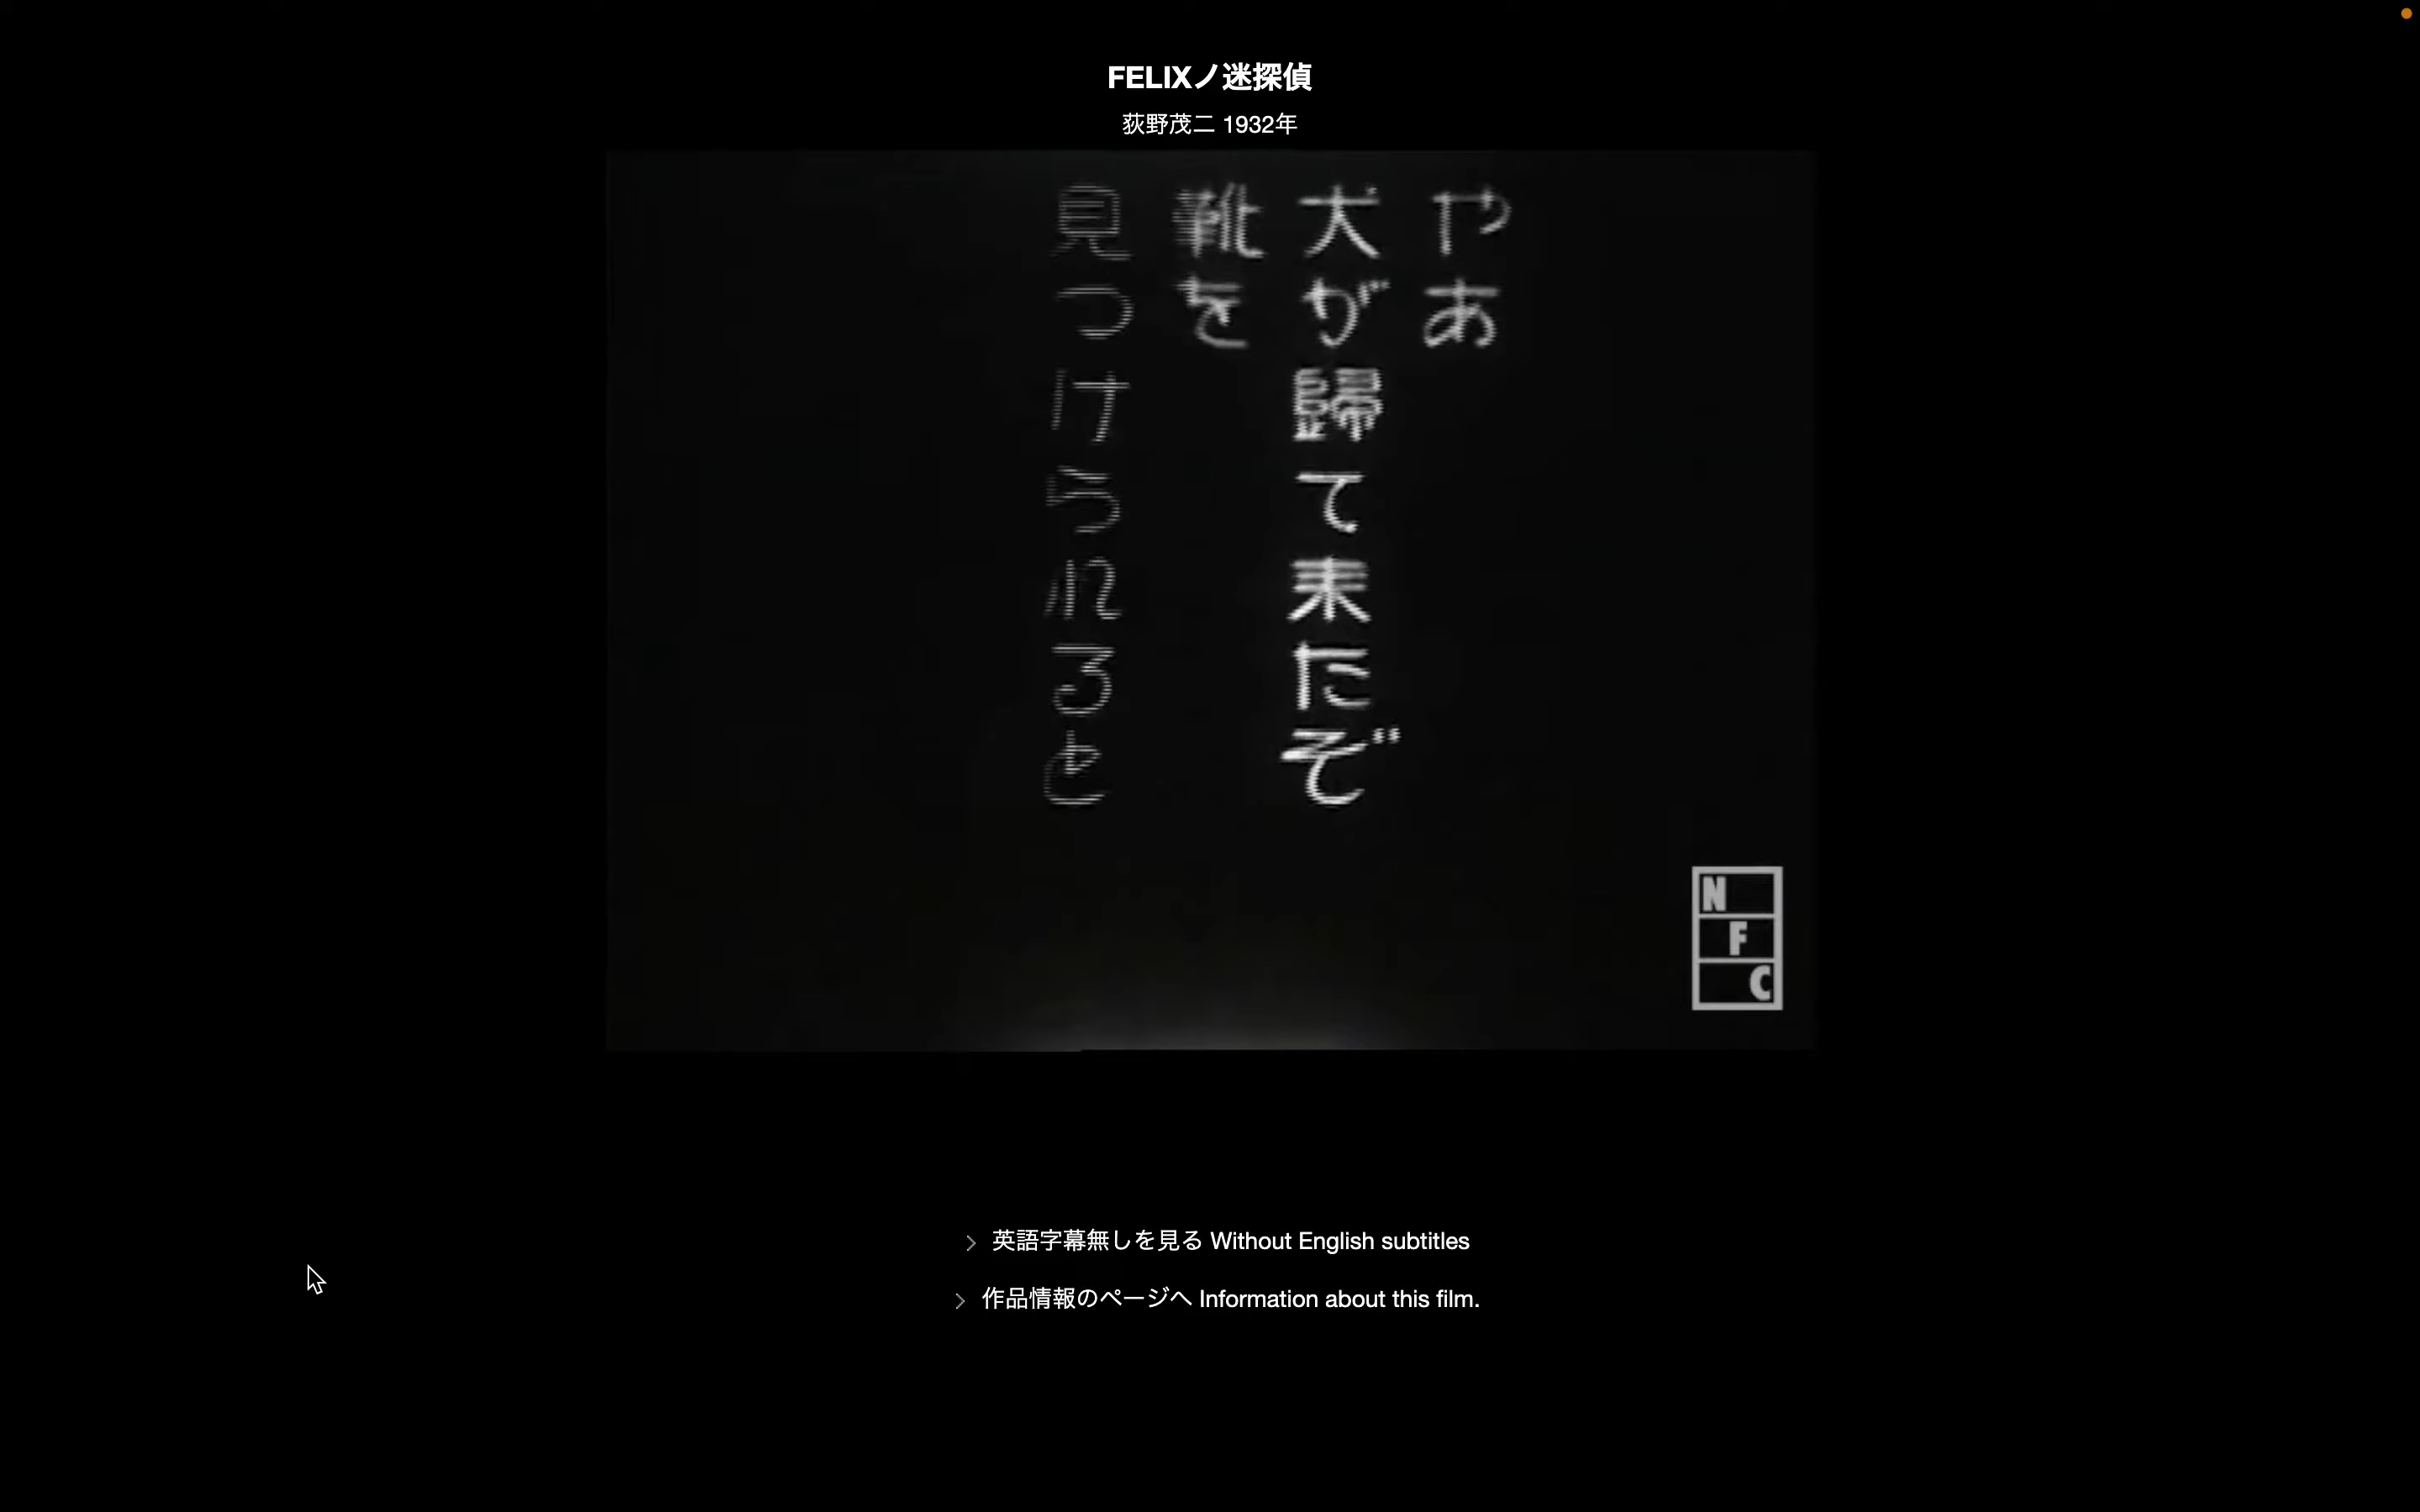 FELIXノ迷探偵
荻野茂二 1932年
やあ
犬が歸て来たぞ
靴を
見つけられると
N
F
C
英語字幕無しを見る Without English subtitles
作品情報のページへ Information about this film.